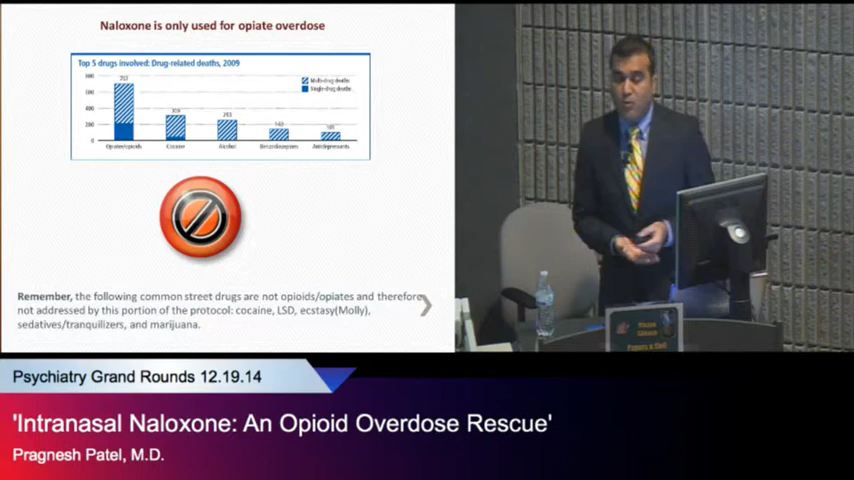 Naloxone is only used for opiate overdose
Top 5 drugs involved: Drug-related deaths, 2009
Multi-drug deaths
Single-drug deaths
800
600
400
200
0
Opiates/opioids
Cocaine
Alcohol
Benzodiazepines
Antidepressants
Remember, the following common street drugs are not opioids/opiates and therefore
not addressed by this portion of the protocol: cocaine, LSD, ecstasy(Molly),
sedatives/tranquilizers, and marijuana.
Psychiatry Grand Rounds 12.19.14
'Intranasal Naloxone: An Opioid Overdose Rescue'
Pragnesh Patel, M.D.